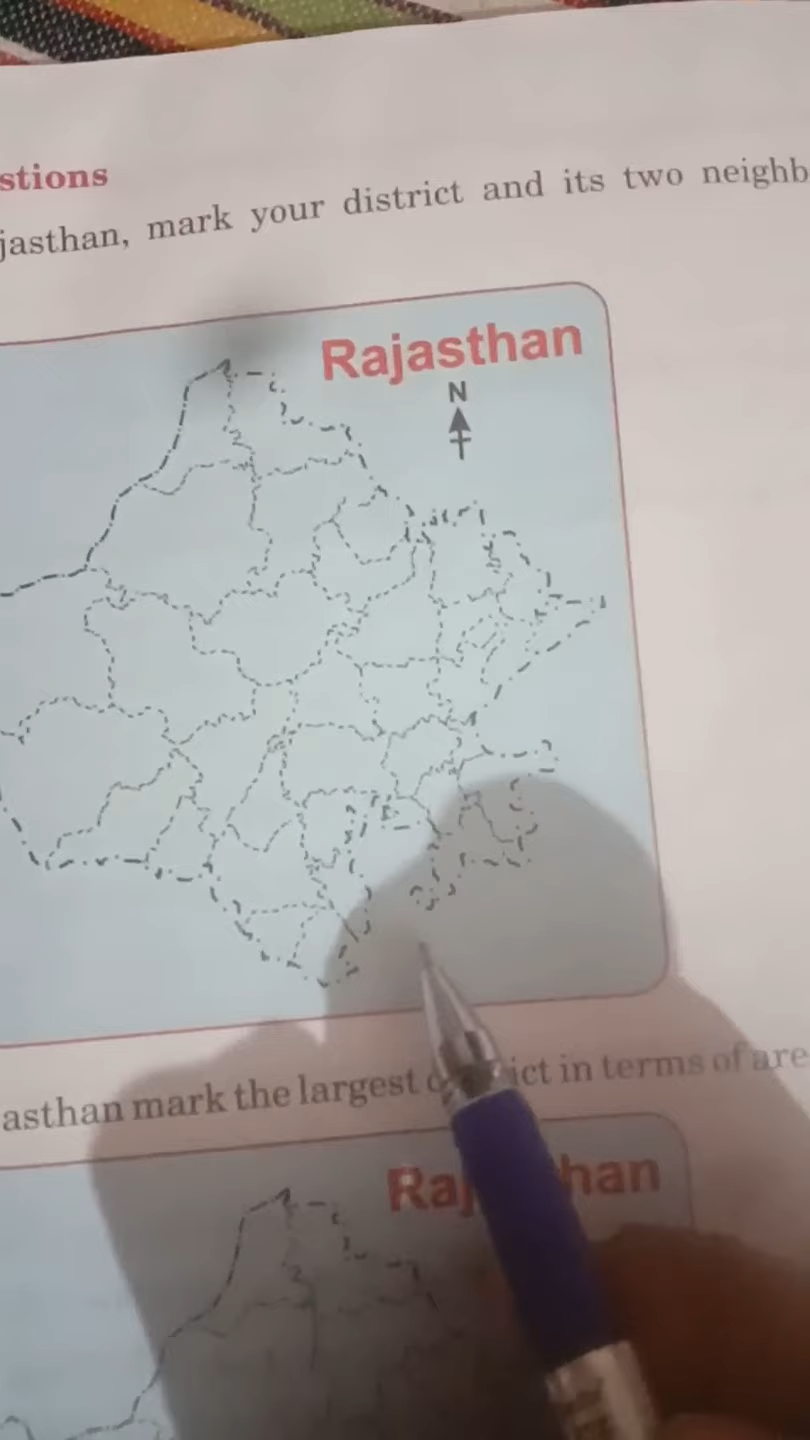 stions
jasthan, mark your district and its two neighb
Rajasthan
N
asthan mark the largest ict in terms of are
Raj han